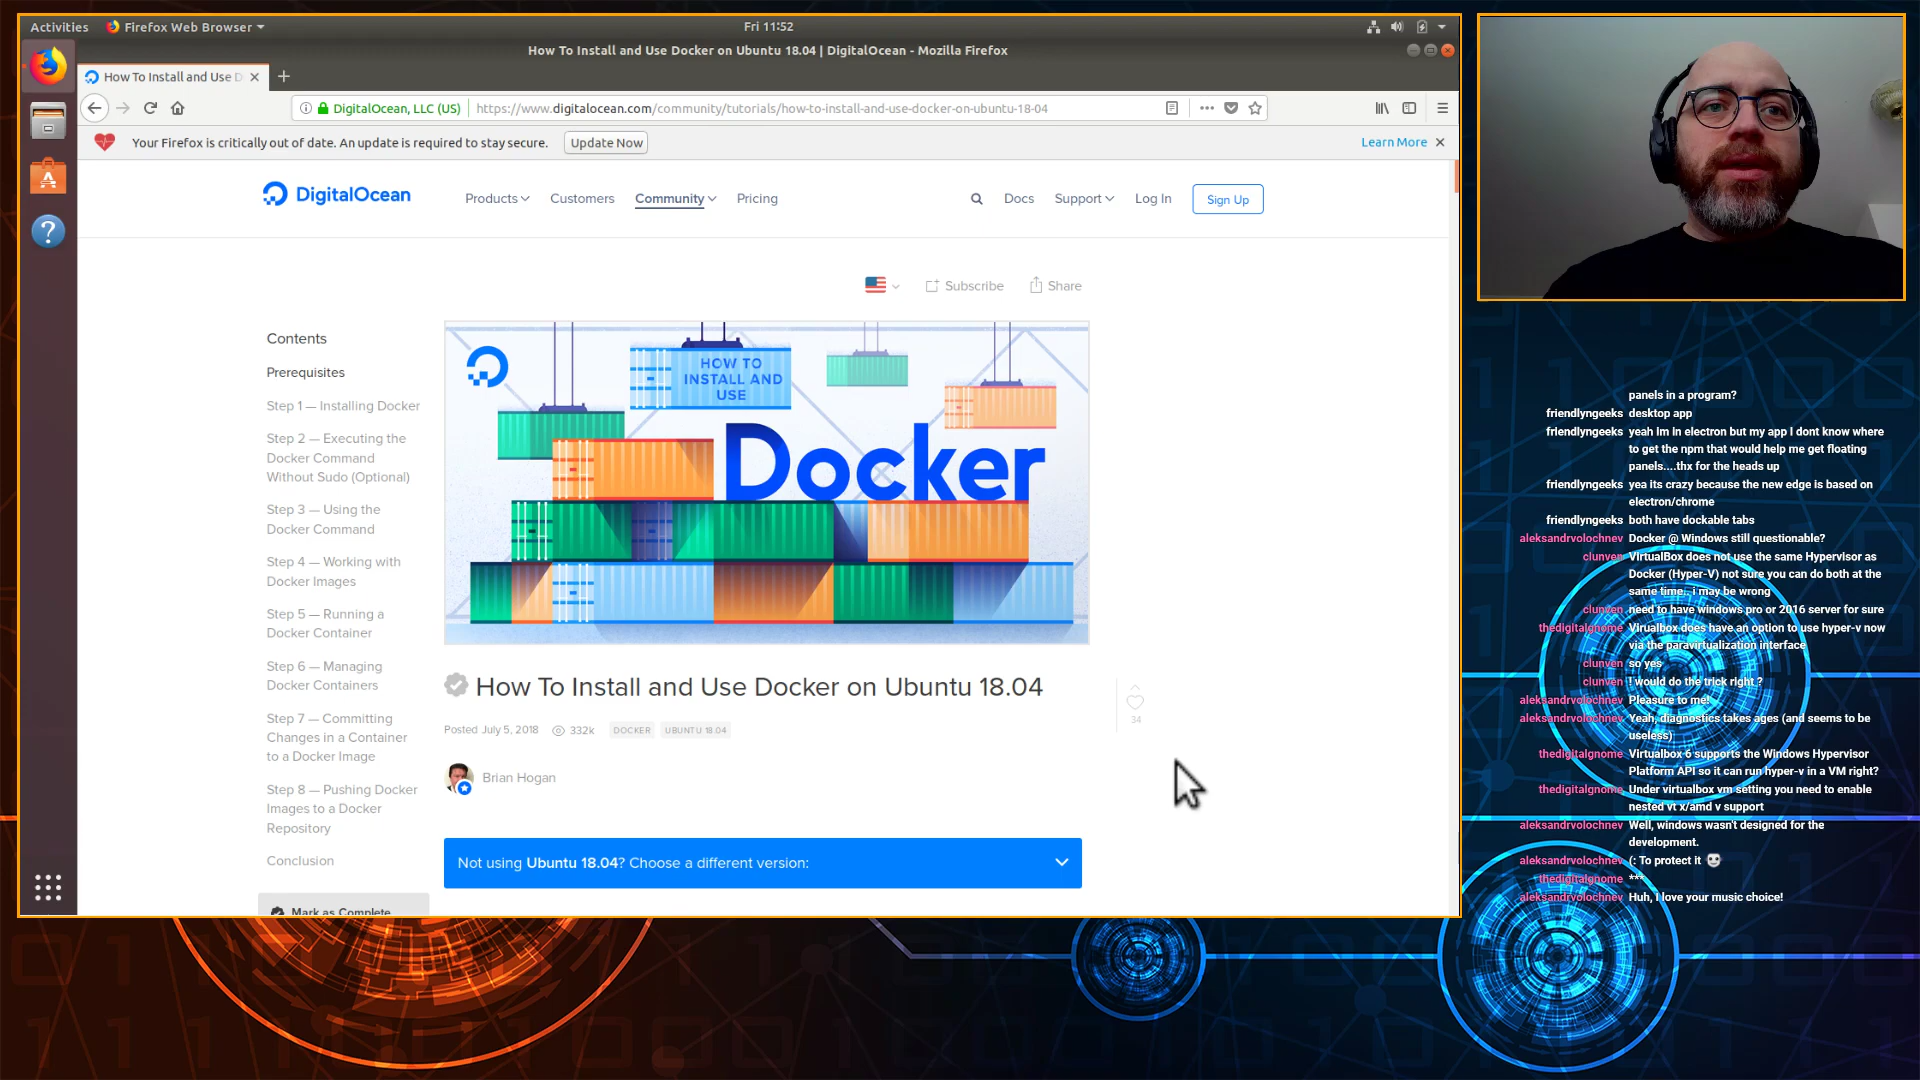 Activities
Firefox Web Browser
Fri 11:52
How To Install and Use Docker on Ubuntu 18.04 | DigitalOcean - Mozilla Firefox
How To Install and Use D
DigitalOcean, LLC (US)
https://www.digitalocean.com/community/tutorials/how-to-install-and-use-docker-on-ubuntu-18-04
Your Firefox is critically out of date. An update is required to stay secure.
Update Now
Learn More
DigitalOcean
Products
Customers
Community
Pricing
Docs
Support
Log In
Sign Up
Subscribe
Share
Contents
Prerequisites
Step 1 — Installing Docker
Step 2 — Executing the
Docker Command
Without Sudo (Optional)
Step 3 — Using the
Docker Command
Step 4 — Working with
Docker Images
Step 5 — Running a
Docker Container
Step 6 — Managing
Docker Containers
Step 7 — Committing
Changes in a Container
to a Docker Image
Step 8 — Pushing Docker
Images to a Docker
Repository
Conclusion
Mark as Complete
HOW TO
INSTALL AND
USE
Docker
How To Install and Use Docker on Ubuntu 18.04
34
Posted July 5, 2018
332k
DOCKER
UBUNTU 18.04
Brian Hogan
Not using Ubuntu 18.04? Choose a different version:
panels in a program?
friendlyngeeks desktop app
friendlyngeeks yeah Im in electron but my app I dont know where
to get the npm that would help me get floating
panels....thx for the heads up
friendlyngeeks yea its crazy because the new edge is based on
electron/chrome
friendlyngeeks both have dockable tabs
aleksandrvolochnev Docker @ Windows still questionable?
clunven VirtualBox does not use the same Hypervisor as
Docker (Hyper-V) not sure you can do both at the
same time.. i may be wrong
clunven need to have windows pro or 2016 server for sure
thedigitalgnome Virualbox does have an option to use hyper-v now
via the paravirtualization interface
clunven so yes
clunven ! would do the trick right ?
aleksandrvolochnev Pleasure to me!
aleksandrvolochnev Yeah, diagnostics takes ages (and seems to be
useless)
thedigitalgnome Virtualbox 6 supports the Windows Hypervisor
Platform API so it can run hyper-v in a VM right?
thedigitalgnome Under virtualbox vm setting you need to enable
nested vt x/amd v support
aleksandrvolochnev Well, windows wasn't designed for the
development.
aleksandrvolochnev (: To protect it
thedigitalgnome ***
aleksandrvolochnev Huh, I love your music choice!